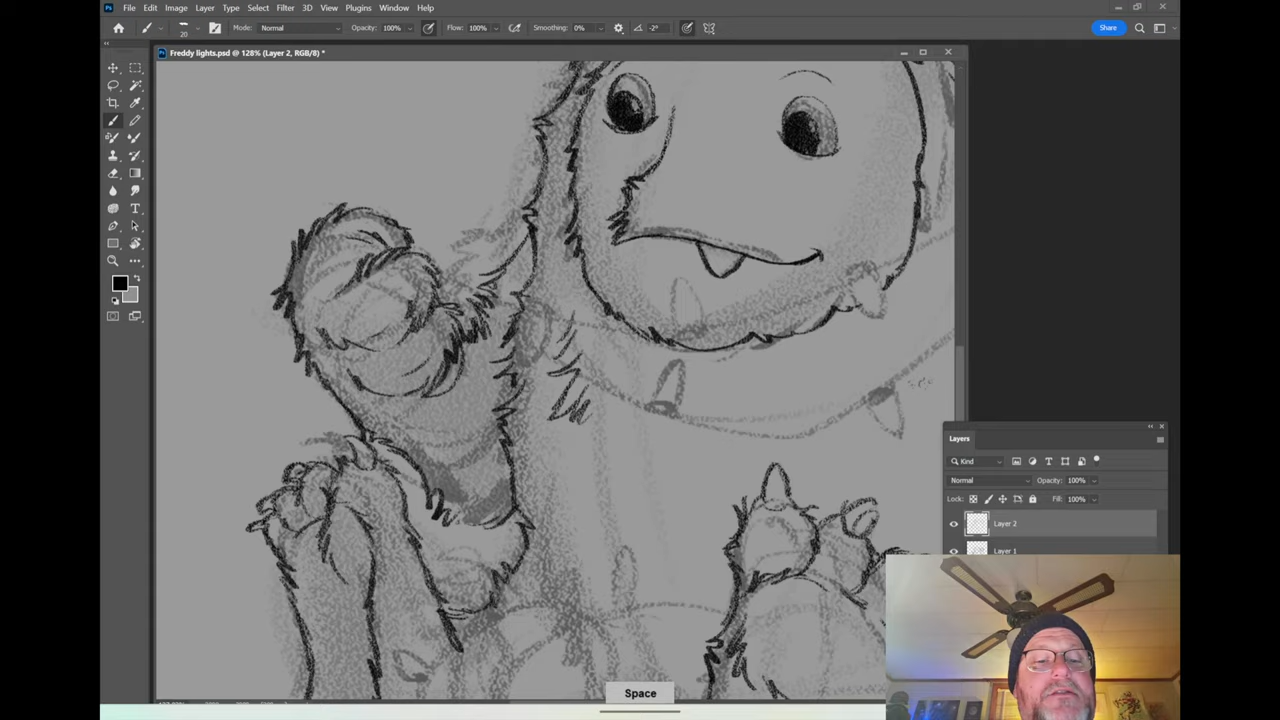 File Edit Image Layer Type Select Filter 3D View Plugins Window Help
20 Mode: Normal Opacity: 100% Flow: 100% Smoothing: 0% -2° Share
Freddy lights.psd @ 128% (Layer 2, RGB/8) *
Layers
Kind
Normal Opacity: 100%
Lock: Fill: 100%
Layer 2
Layer 1
Space